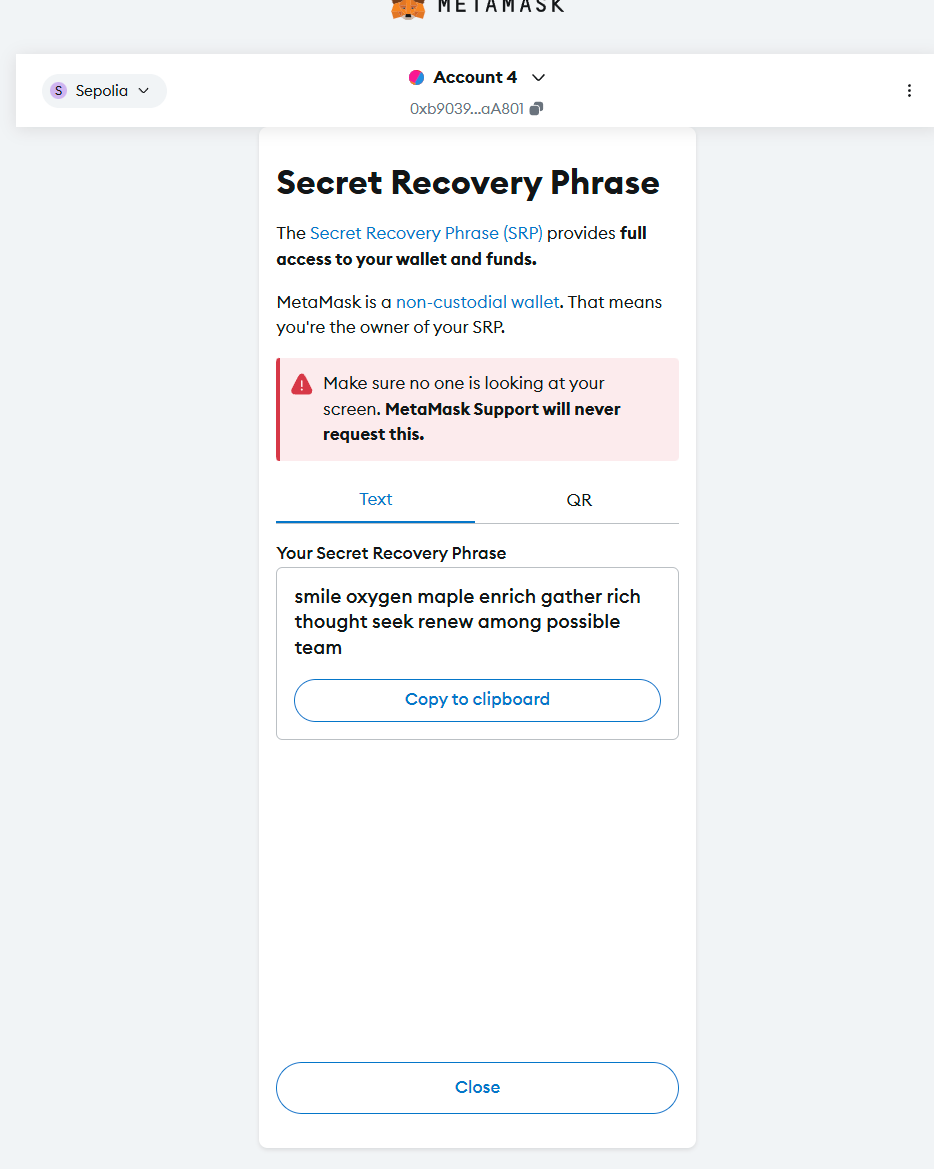 METAMASK
S Sepolia
Account 4
0xb9039...aA801
Secret Recovery Phrase
The Secret Recovery Phrase (SRP) provides full
access to your wallet and funds.
MetaMask is a non-custodial wallet. That means
you're the owner of your SRP.
Make sure no one is looking at your
screen. MetaMask Support will never
request this.
Text
QR
Your Secret Recovery Phrase
smile oxygen maple enrich gather rich
thought seek renew among possible
team
Copy to clipboard
Close